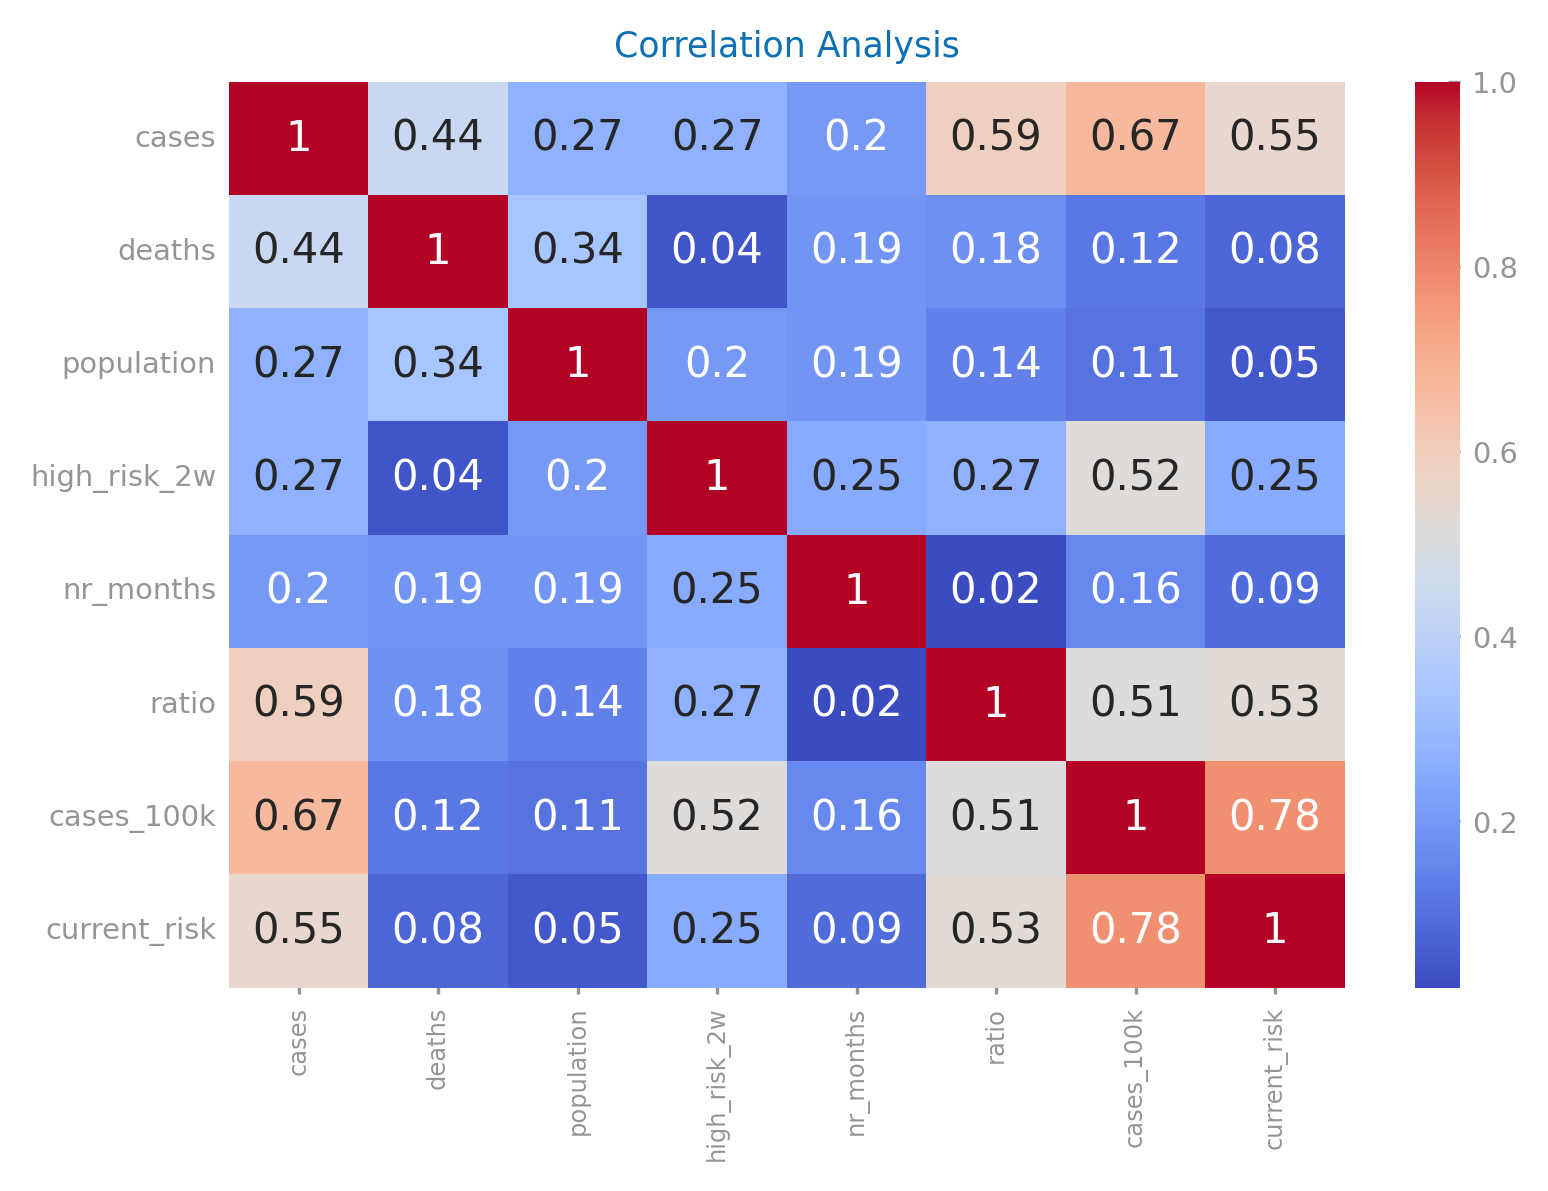 Correlation Analysis
cases 1 0.44 0.27 0.27 0.2 0.59 0.67 0.55
deaths 0.44 1 0.34 0.04 0.19 0.18 0.12 0.08
population 0.27 0.34 1 0.2 0.19 0.14 0.11 0.05
high_risk_2w 0.27 0.04 0.2 1 0.25 0.27 0.52 0.25
nr_months 0.2 0.19 0.19 0.25 1 0.02 0.16 0.09
ratio 0.59 0.18 0.14 0.27 0.02 1 0.51 0.53
cases_100k 0.67 0.12 0.11 0.52 0.16 0.51 1 0.78
current_risk 0.55 0.08 0.05 0.25 0.09 0.53 0.78 1
cases deaths population high_risk_2w nr_months ratio cases_100k current_risk
1.0
0.8
0.6
0.4
0.2